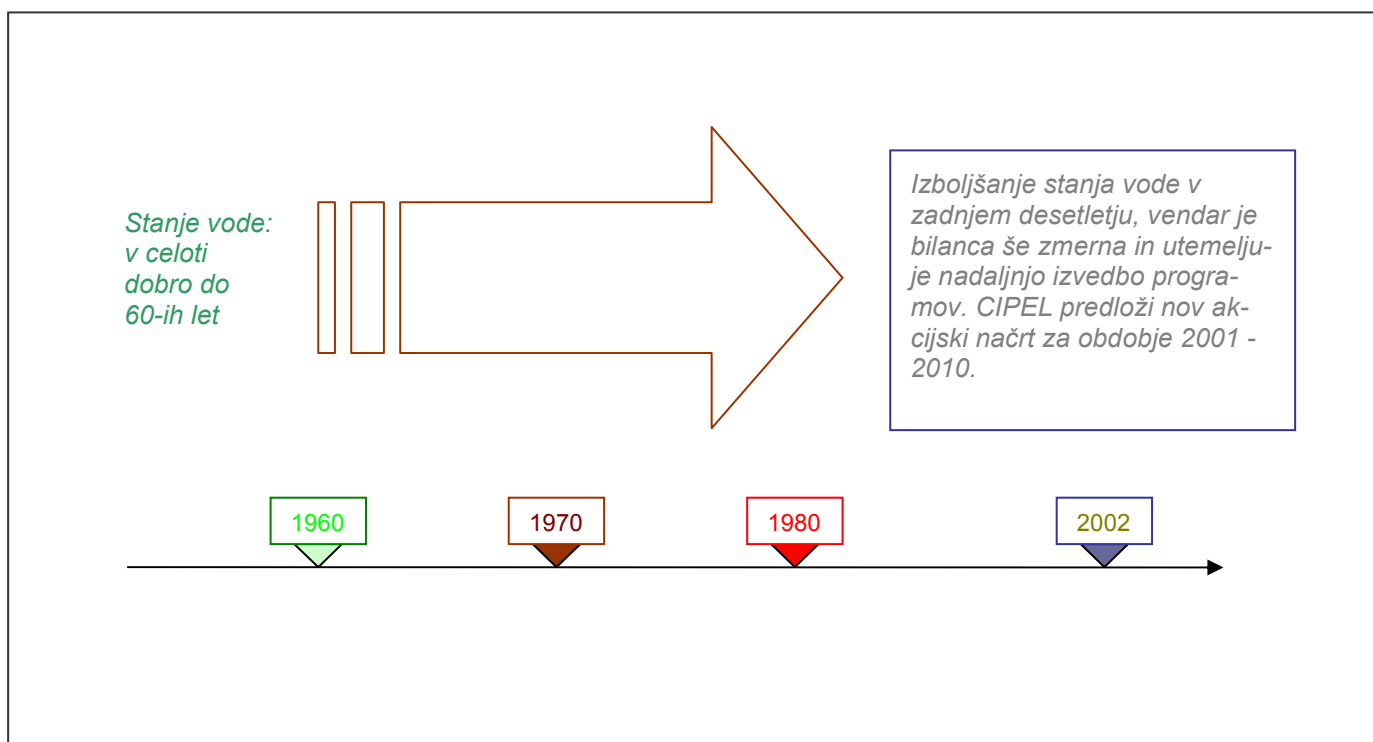 Stanje vode:
v celoti
dobro do
60-ih let
Izboljšanje stanja vode v
zadnjem desetletju, vendar je
bilanca še zmerna in utemelju-
je nadaljnjo izvedbo progra-
mov. CIPEL predloži nov ak-
cijski načrt za obdobje 2001 -
2010.
1960
1970
1980
2002